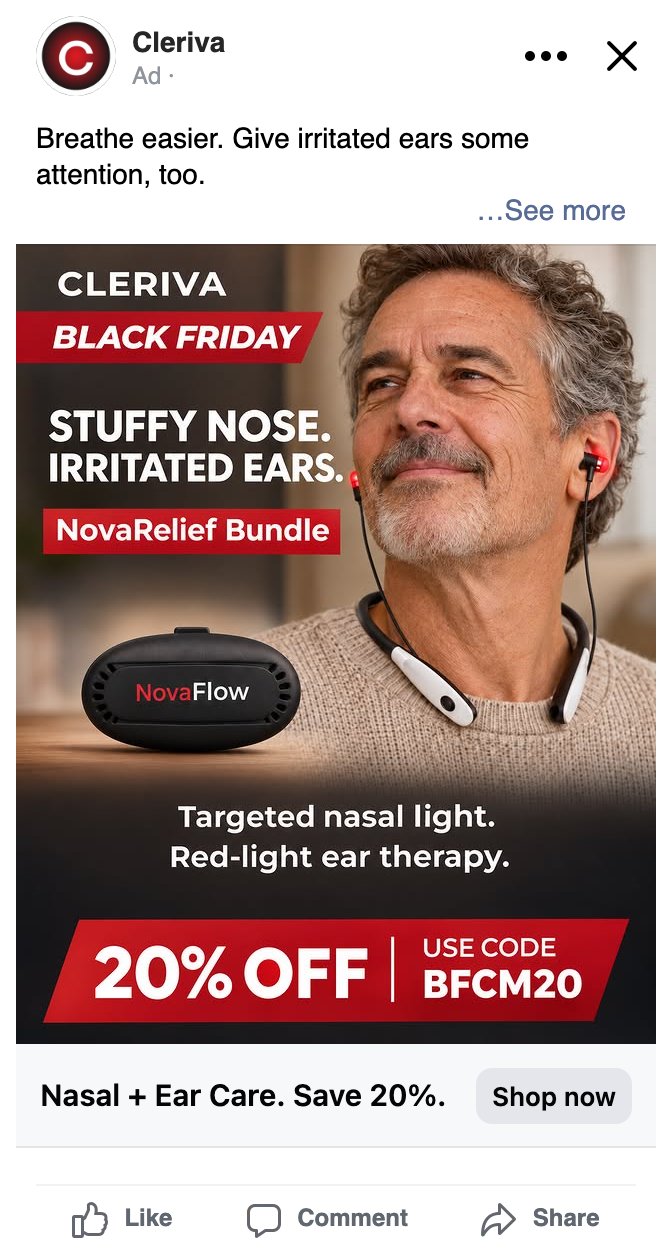 Cleriva
Ad ·
Breathe easier. Give irritated ears some
attention, too.
...See more
CLERIVA
BLACK FRIDAY
STUFFY NOSE.
IRRITATED EARS.
NovaRelief Bundle
NovaFlow
Targeted nasal light.
Red-light ear therapy.
20% OFF
USE CODE
BFCM20
Nasal + Ear Care. Save 20%.
Shop now
Like
Comment
Share